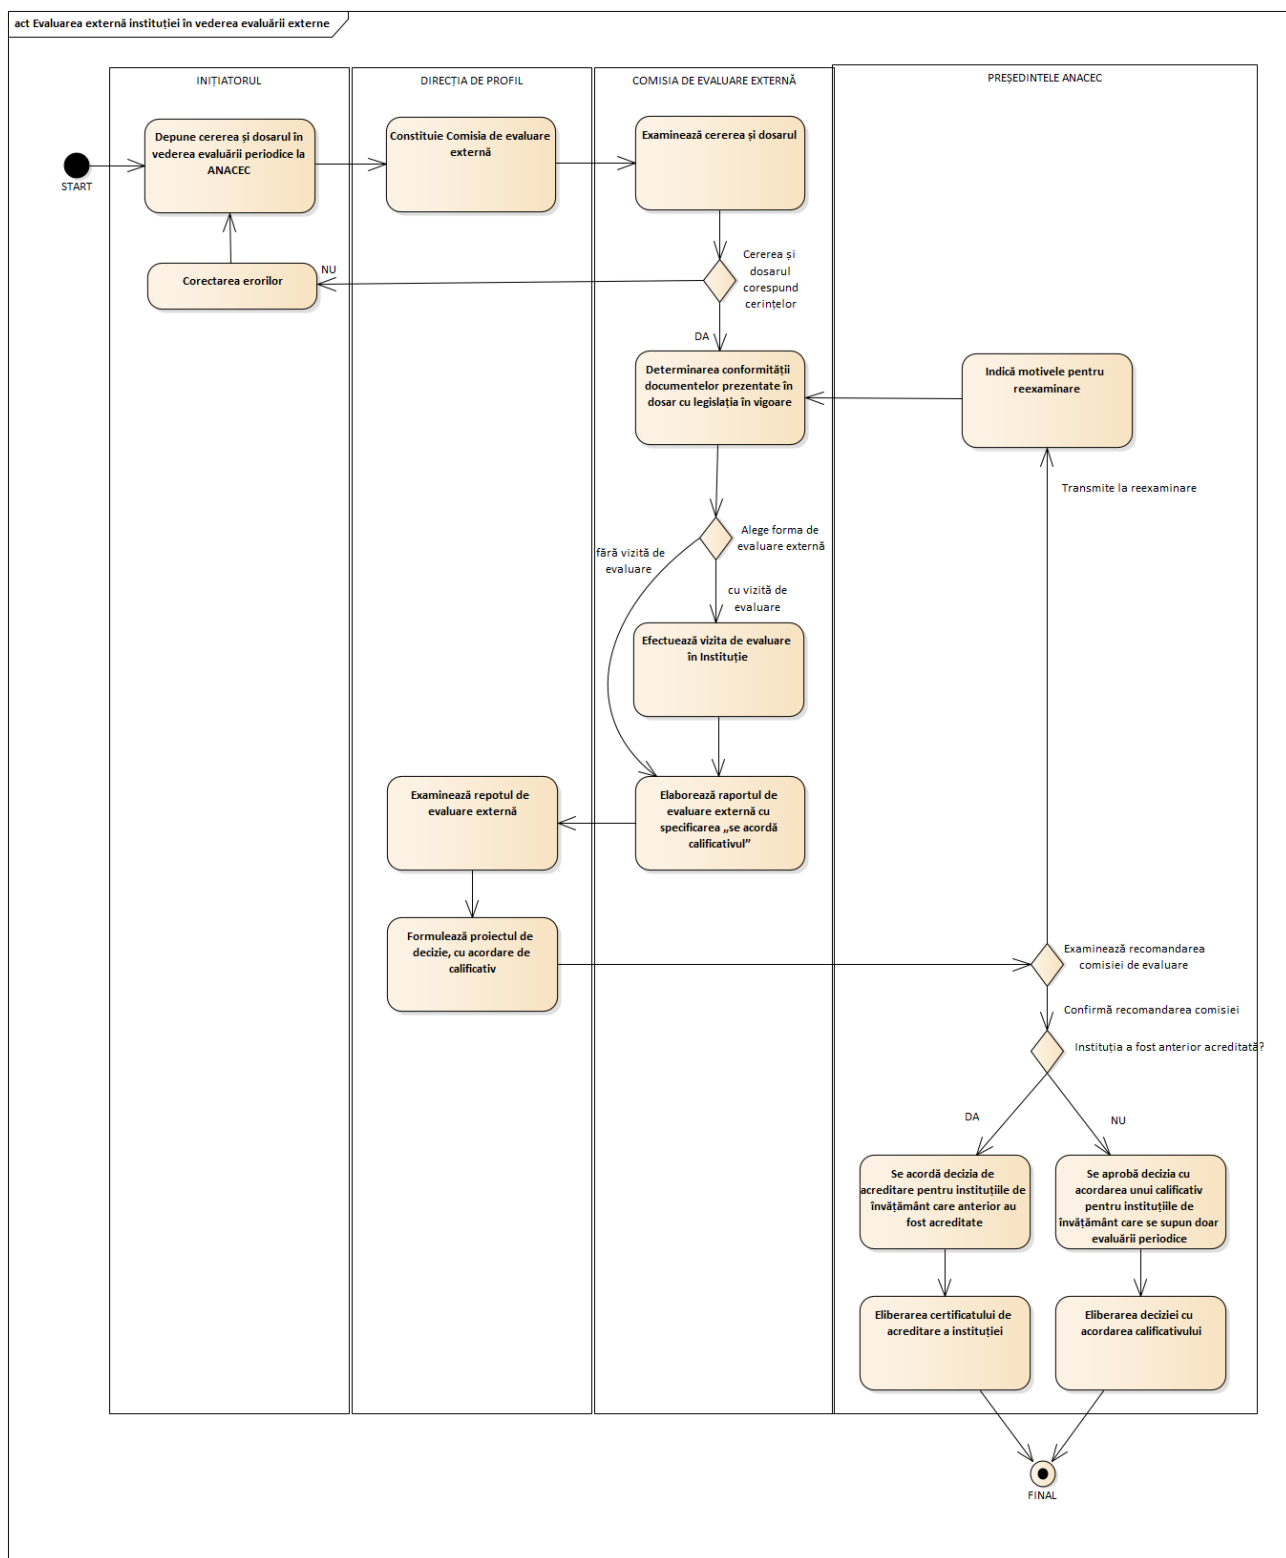 act Evaluarea externă instituției în vederea evaluării externe
INIȚIATORUL
DIRECȚIA DE PROFIL
COMISIA DE EVALUARE EXTERNĂ
PREȘEDINTELE ANACEC
START
Depune cererea și dosarul în
vederea evaluării periodice la
ANACEC
Constituie Comisia de evaluare
externă
Examinează cererea și dosarul
Cererea și
dosarul
corespund
cerințelor
NU
Corectarea erorilor
DA
Determinarea conformității
documentelor prezentate în
dosar cu legislația în vigoare
Indică motivele pentru
reexaminare
Transmite la reexaminare
Alege forma de
evaluare externă
fără vizită de
evaluare
cu vizită de
evaluare
Efectuează vizita de evaluare
în Instituție
Examinează repotul de
evaluare externă
Elaborează raportul de
evaluare externă cu
specificarea „se acordă
calificativul”
Formulează proiectul de
decizie, cu acordare de
calificativ
Examinează recomandarea
comisiei de evaluare
Confirmă recomandarea comisiei
Instituția a fost anterior acreditată?
DA
NU
Se acordă decizia de
acreditare pentru instituțiile de
învățământ care anterior au
fost acreditate
Se aprobă decizia cu
acordarea unui calificativ
pentru instituțiile de
învățământ care se supun doar
evaluării periodice
Eliberarea certificatului de
acreditare a instituției
Eliberarea deciziei cu
acordarea calificativului
FINAL